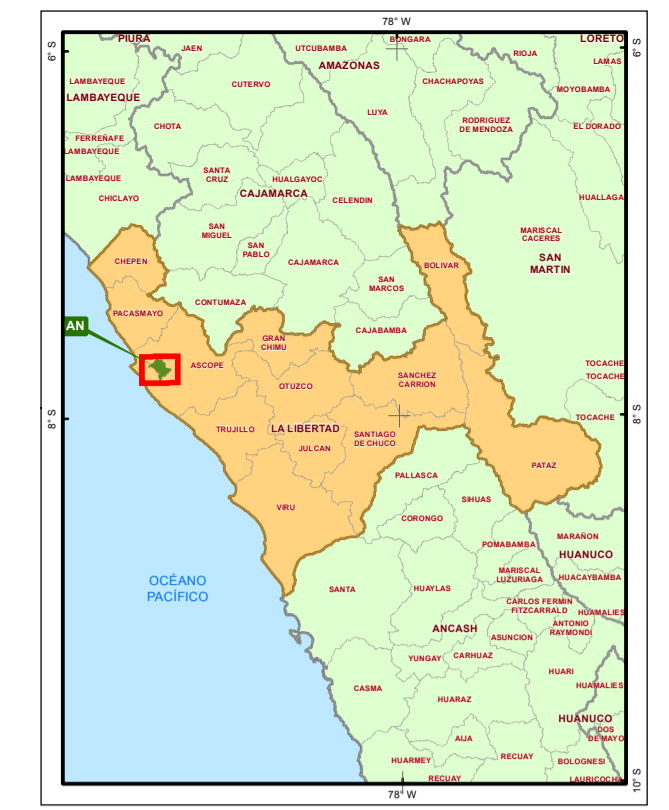 78° W
PIURA
JAEN
UTCUBAMBA
BONGARA
LORETO
6° S
6° S
RIOJA
LAMAS
AMAZONAS
LAMBAYEQUE
CUTERVO
CHACHAPOYAS
MOYOBAMBA
LAMBAYEQUE
LUYA
CHOTA
RODRIGUEZ
DE MENDOZA
EL DORADO
FERREÑAFE
LAMBAYEQUE
LAMBAYEQUE
SANTA
CRUZ
HUALGAYOC
CAJAMARCA
CELENDIN
CHICLAYO
HUALLAGA
SAN
MIGUEL
SAN
PABLO
MARISCAL
CACERES
SAN
MARTIN
CHEPEN
CAJAMARCA
BOLIVAR
SAN
MARCOS
CONTUMAZA
PACASMAYO
AN
CAJABAMBA
GRAN
CHIMU
ASCOPE
TOCACHE
TOCACHE
OTUZCO
SANCHEZ
CARRION
8° S
8° S
TOCACHE
TRUJILLO
LA LIBERTAD
SANTIAGO
DE CHUCO
JULCAN
PATAZ
PALLASCA
SIHUAS
VIRU
CORONGO
MARAÑON
POMABAMBA
HUANUCO
OCÉANO
PACÍFICO
MARISCAL
LUZURIAGA
HUACAYBAMBA
SANTA
HUAYLAS
CARLOS FERMIN
FITZCARRALD
HUAMALIES
ANTONIO
RAYMONDI
ANCASH
ASUNCION
YUNGAY
CARHUAZ
HUARI
CASMA
HUAMALIES
HUARAZ
HUANUCO
DOS
DE MAYO
AIJA
HUARMEY
RECUAY
BOLOGNESI
RECUAY
LAURICOCHA
10° S
78° W